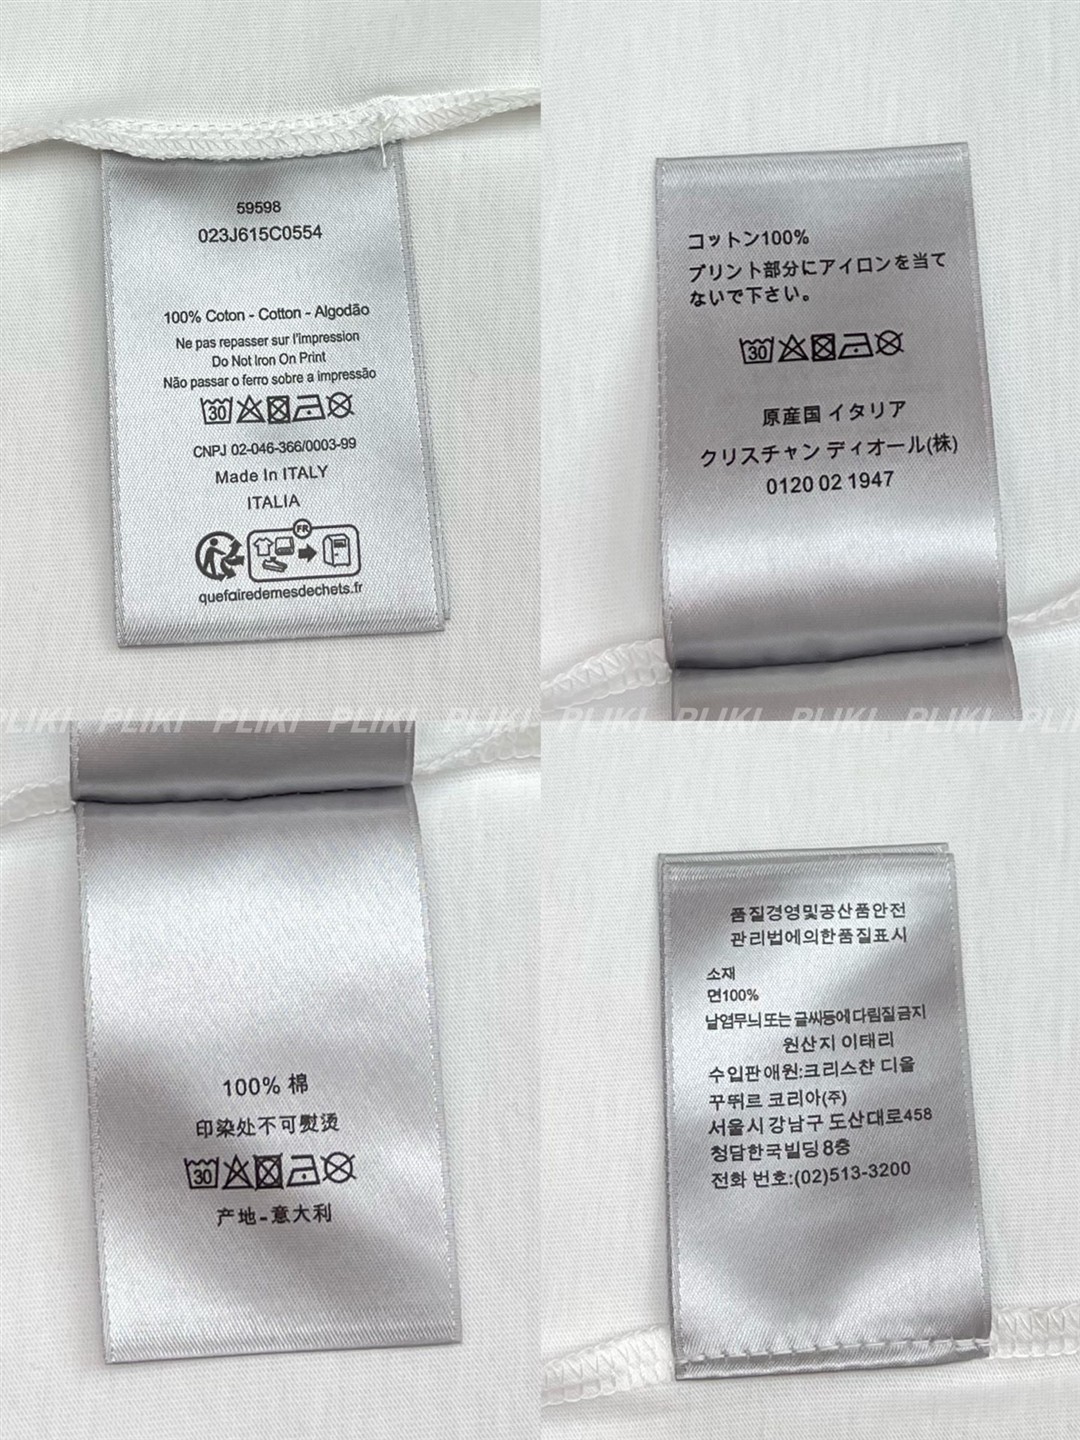 59598
023J615C0554
100% Coton - Cotton - Algodão
Ne pas repasser sur l'impression
Do Not Iron On Print
Não passar o ferro sobre a impressão
30
CNPJ 02-046-366/0003-99
Made In ITALY
ITALIA
FR
quefairedemesdechets.fr
コットン100%
プリント部分にアイロンを当て
ないで下さい。
30
原産国 イタリア
クリスチャン ディオール(株)
0120 02 1947
PLIKI PLIKI PLIKI PLIKI PLIKI PLIKI PLIKI PLIKI PLIKI
100% 棉
印染处不可熨烫
30
产地-意大利
품질경영및공산품안전
관리법에의한품질표시
소재
면100%
날염무늬또는글씨등에다림질금지
원산지 이태리
수입판애원:크리스챤 디올
꾸뛰르 코리아(주)
서울시강남구 도산대로458
청담한국빌딩8층
전화 번호:(02)513-3200